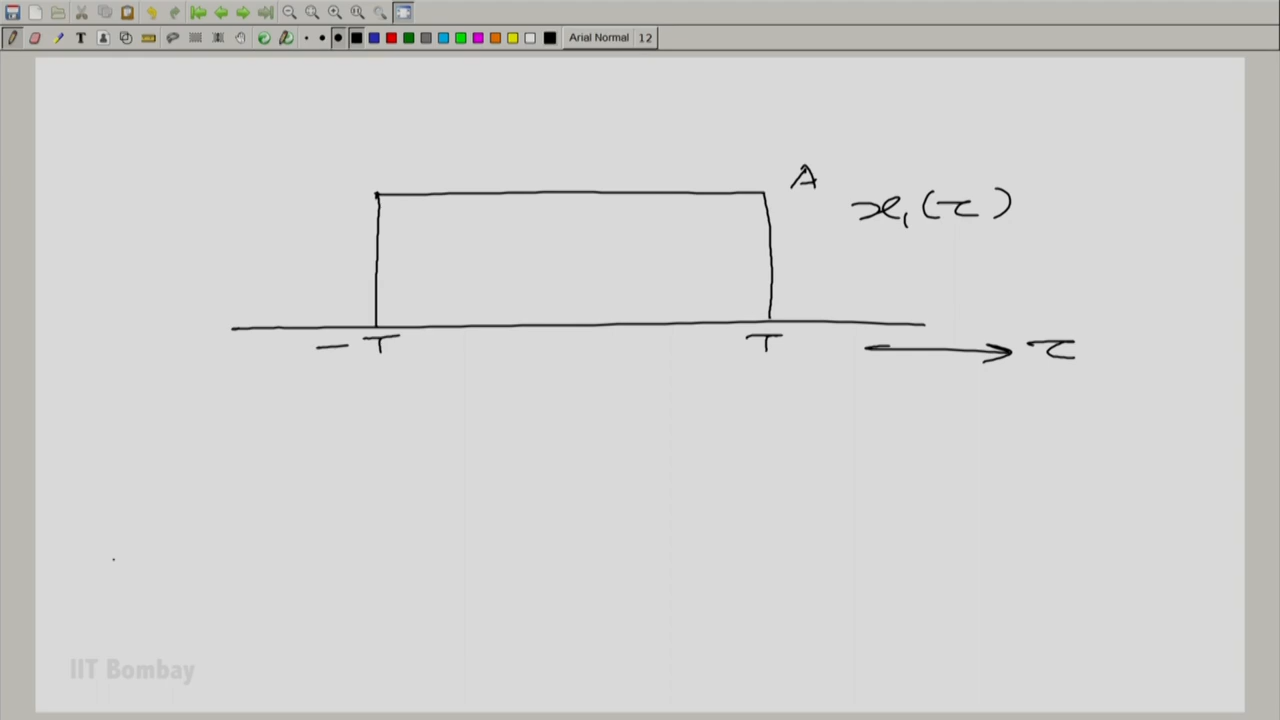 T Arial Normal 12
A
x₁(τ)
-T T τ
IIT Bombay